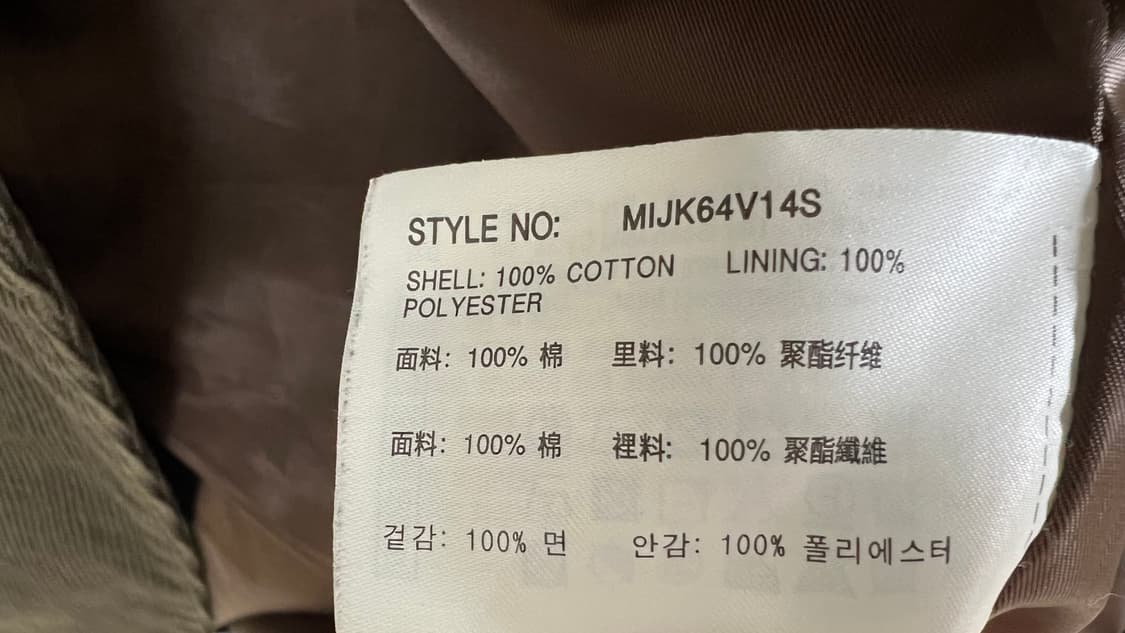 STYLE NO: MIJK64V14S
SHELL: 100% COTTON LINING: 100%
POLYESTER
面料: 100% 棉 里料: 100% 聚酯纤维
面料: 100% 棉 裡料: 100% 聚酯纖維
겉감: 100% 면 안감: 100% 폴리에스터